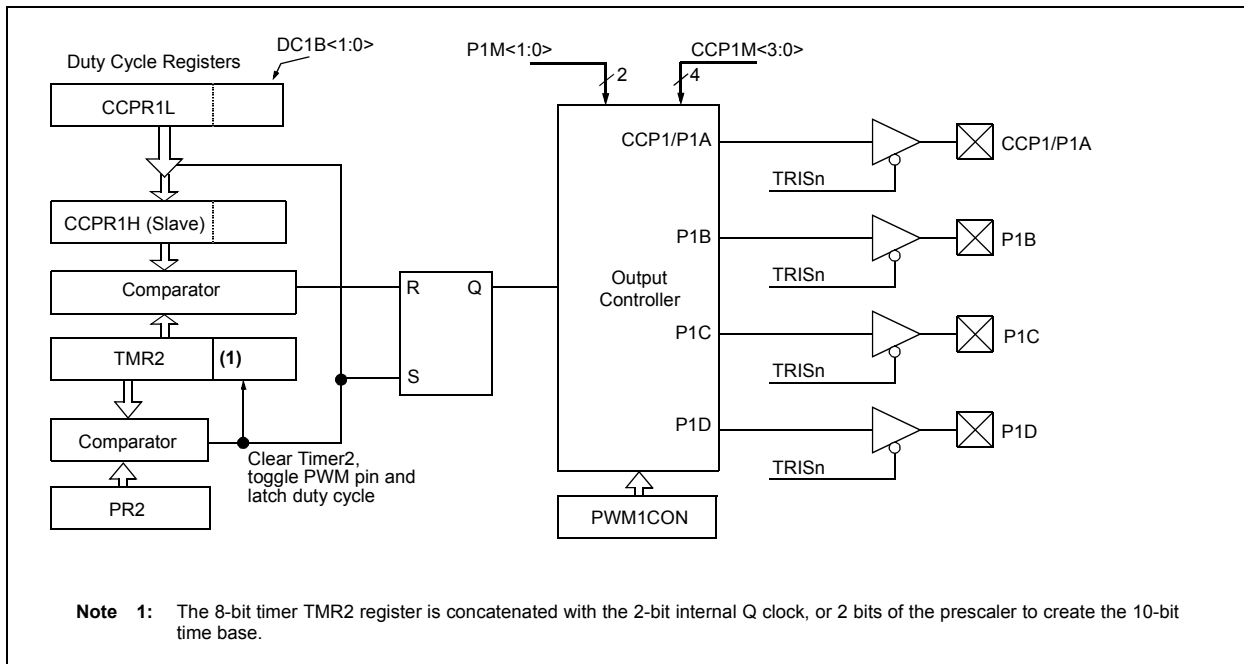 DC1B<1:0>
Duty Cycle Registers
CCPR1L
CCPR1H (Slave)
Comparator
TMR2
(1)
Comparator
PR2
Clear Timer2,
toggle PWM pin and
latch duty cycle
R
Q
S
P1M<1:0>
2
CCP1M<3:0>
4
Output
Controller
CCP1/P1A
P1B
P1C
P1D
PWM1CON
TRISn
CCP1/P1A
TRISn
P1B
TRISn
P1C
TRISn
P1D
Note 1: The 8-bit timer TMR2 register is concatenated with the 2-bit internal Q clock, or 2 bits of the prescaler to create the 10-bit
time base.